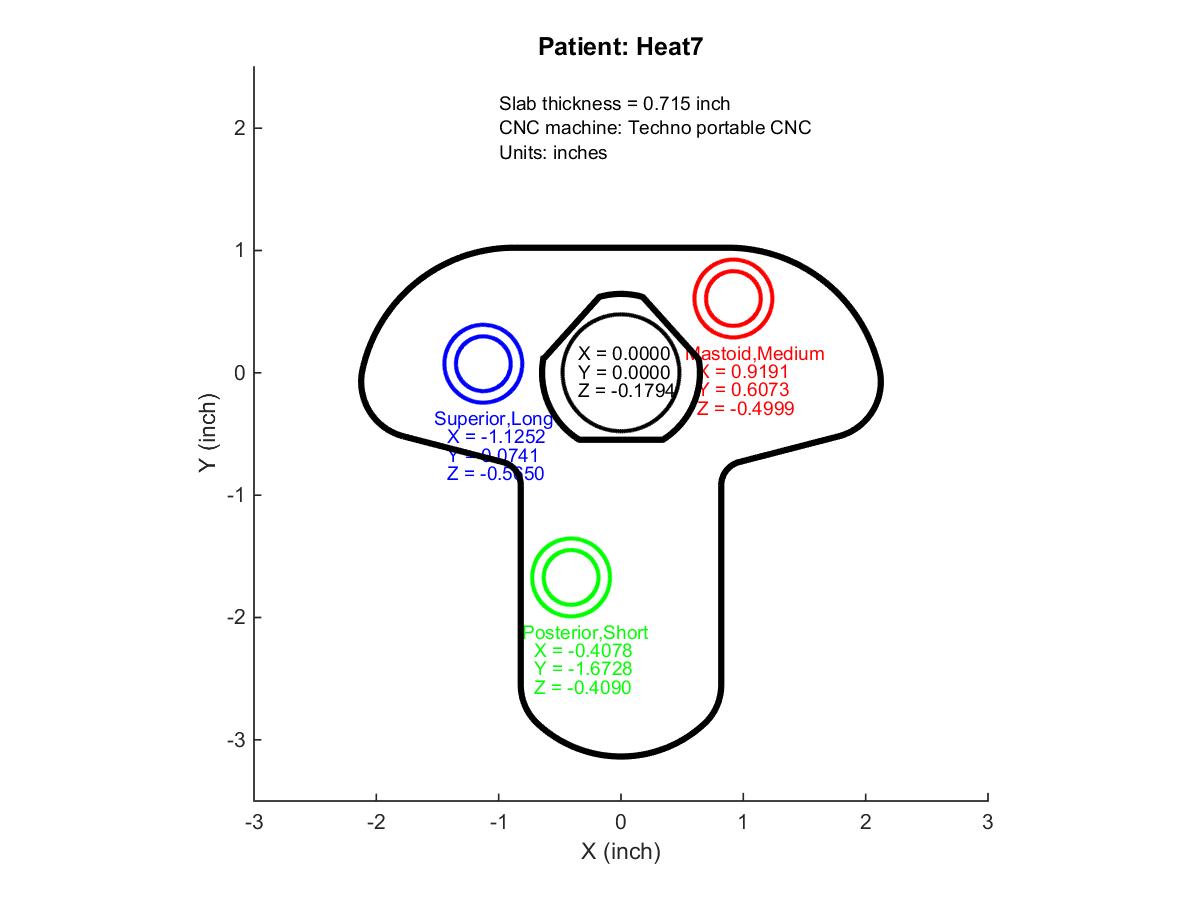 Patient: Heat7
Slab thickness = 0.715 inch
CNC machine: Techno portable CNC
Units: inches
2
1
0
-1
-2
-3
Y (inch)
X = 0.0000
Y = 0.0000
Z = -0.1794
Mastoid,Medium
X = 0.9191
Y = 0.6073
Z = -0.4999
Superior,Long
X = -1.1252
Y = 0.0741
Z = -0.5650
Posterior,Short
X = -0.4078
Y = -1.6728
Z = -0.4090
-3 -2 -1 0 1 2 3
X (inch)